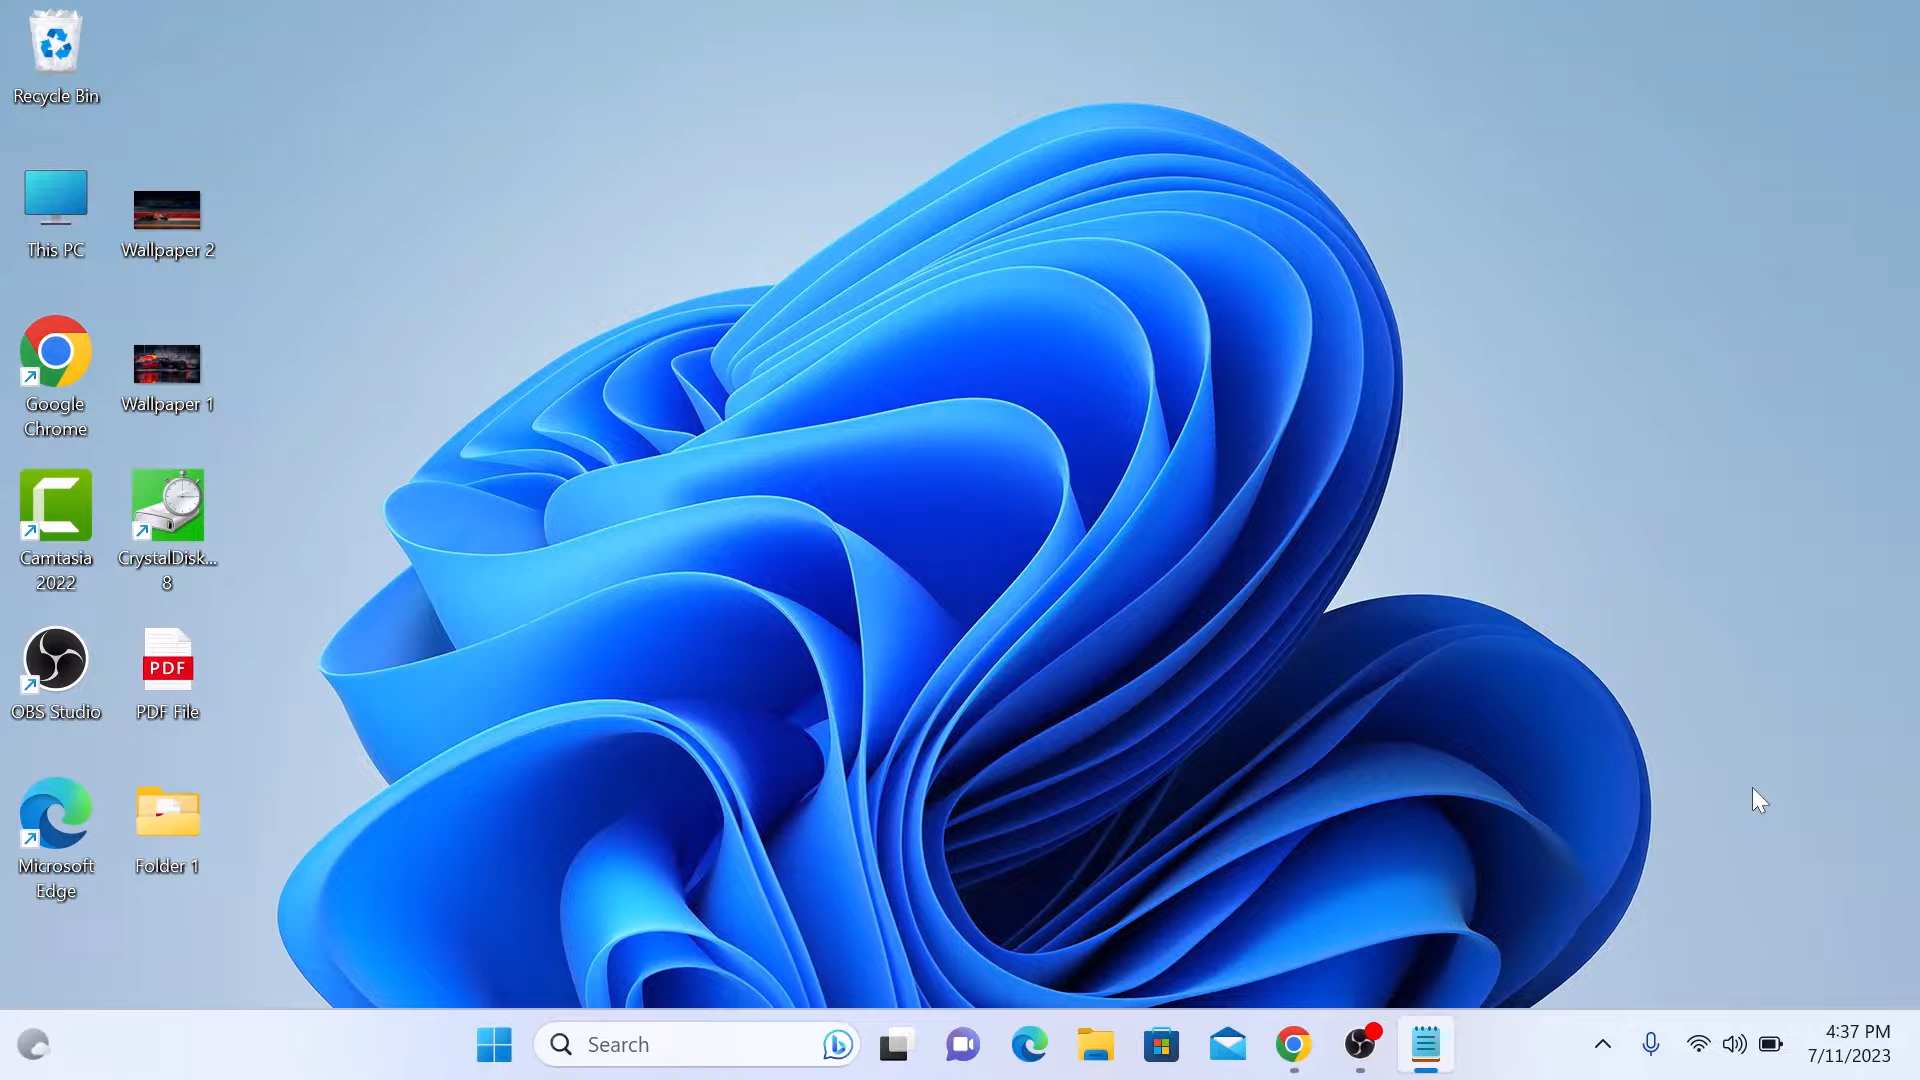 Recycle Bin
This PC
Wallpaper 2
Google
Chrome
Wallpaper 1
Camtasia
2022
CrystalDisk...
8
OBS Studio
PDF
PDF File
Microsoft
Edge
Folder 1
Search
4:37 PM
7/11/2023